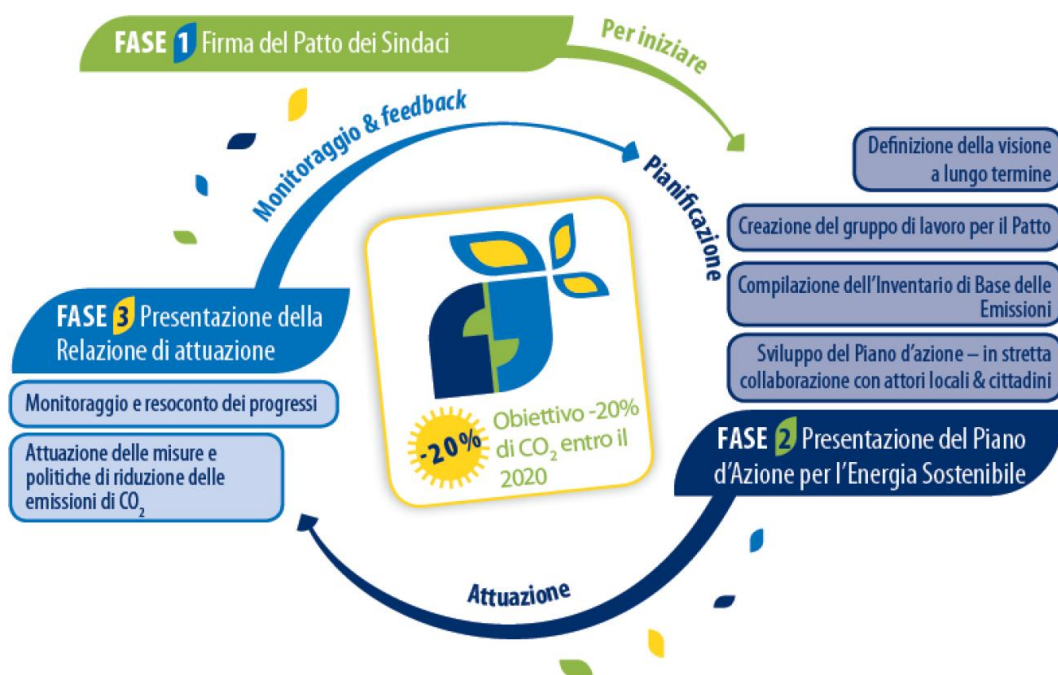 FASE 1 Firma del Patto dei Sindaci
Per iniziare
Monitoraggio & feedback
Pianificazione
Definizione della visione
a lungo termine
Creazione del gruppo di lavoro per il Patto
Compilazione dell'Inventario di Base delle
Emissioni
Sviluppo del Piano d'azione – in stretta
collaborazione con attori locali & cittadini
FASE 2 Presentazione del Piano
d'Azione per l'Energia Sostenibile
FASE 3 Presentazione della
Relazione di attuazione
Monitoraggio e resoconto dei progressi
Attuazione delle misure e
politiche di riduzione delle
emissioni di CO₂
-20%
Obiettivo -20%
di CO₂ entro il
2020
Attuazione